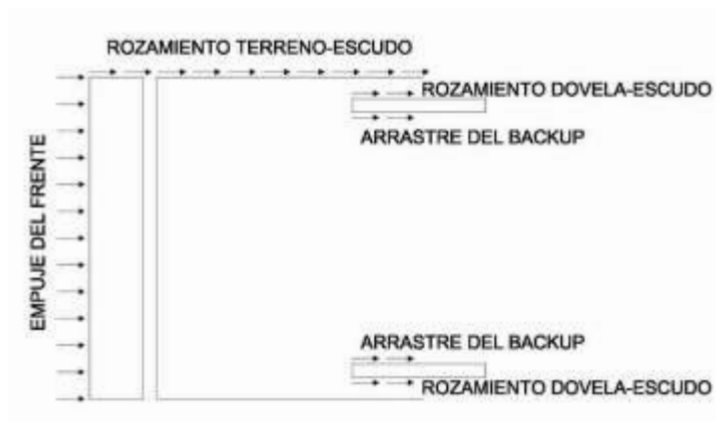 ROZAMIENTO TERRENO-ESCUDO
ROZAMIENTO DOVELA-ESCUDO
ARRASTRE DEL BACKUP
EMPUJE DEL FRENTE
ARRASTRE DEL BACKUP
ROZAMIENTO DOVELA-ESCUDO